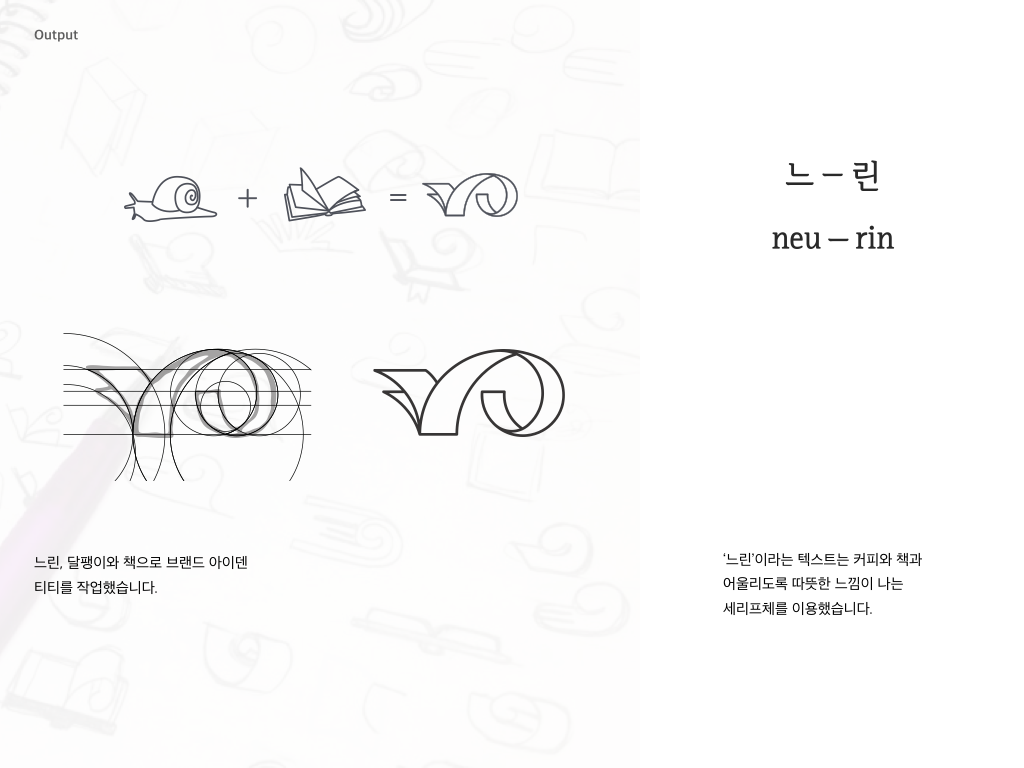 Output
+
=
느 – 린
neu — rin
느린, 달팽이와 책으로 브랜드 아이덴
티티를 작업했습니다.
‘느린’이라는 텍스트는 커피와 책과
어울리도록 따뜻한 느낌이 나는
세리프체를 이용했습니다.